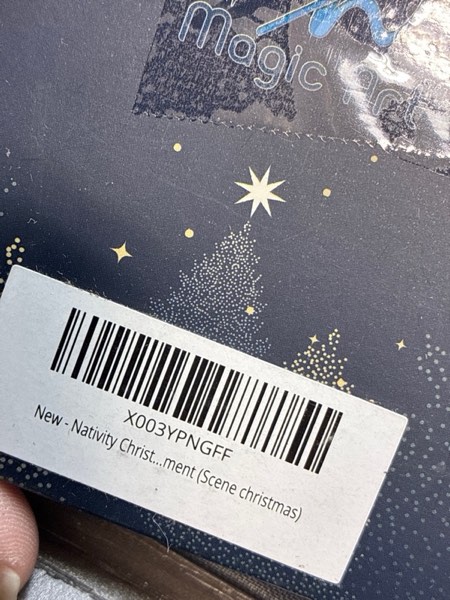 Magic Art
X003YPNGFF
New - Nativity Christ...ment (Scene christmas)